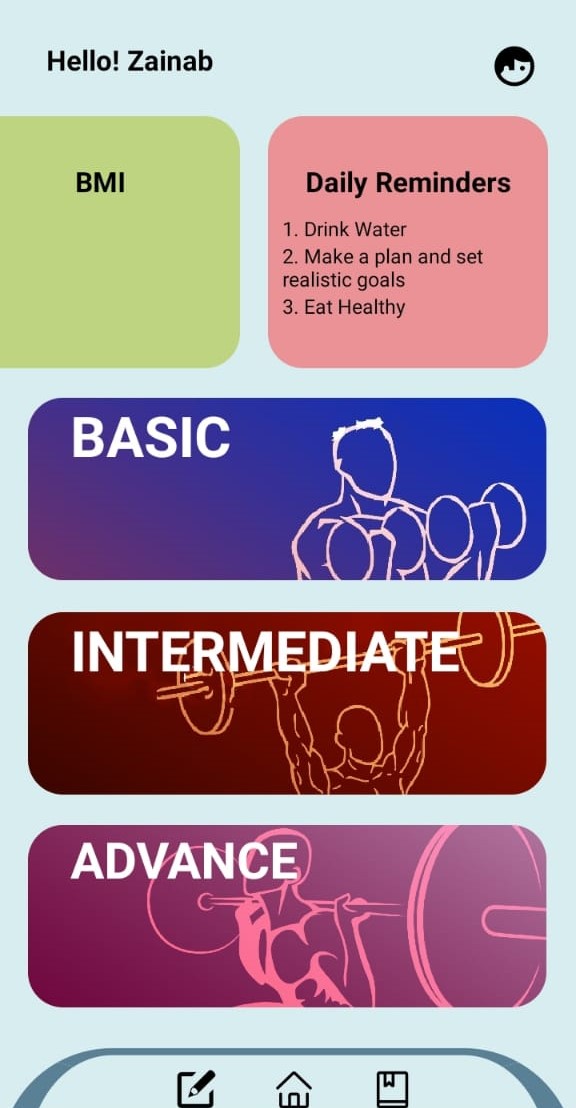 Hello! Zainab
BMI
Daily Reminders
1. Drink Water
2. Make a plan and set
realistic goals
3. Eat Healthy
BASIC
INTERMEDIATE
ADVANCE